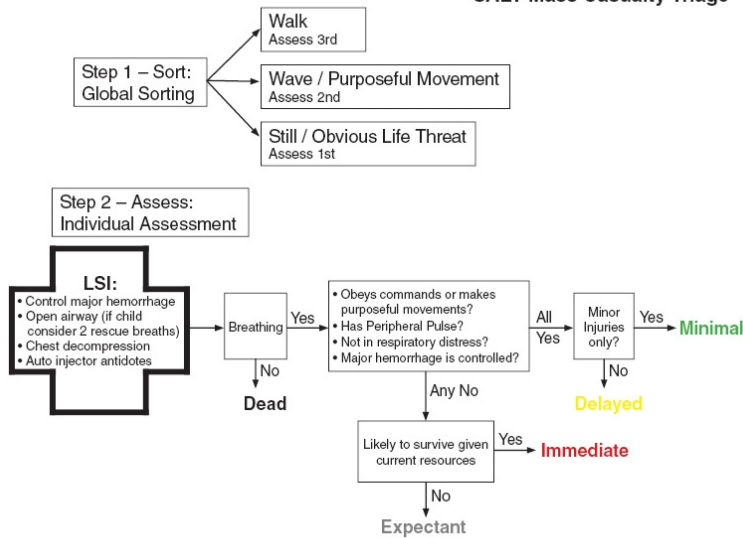 Walk
Assess 3rd
Step 1 – Sort:
Global Sorting
Wave / Purposeful Movement
Assess 2nd
Still / Obvious Life Threat
Assess 1st
Step 2 – Assess:
Individual Assessment
LSI:
• Control major hemorrhage
• Open airway (if child
consider 2 rescue breaths)
• Chest decompression
• Auto injector antidotes
Breathing
Yes
No
Dead
• Obeys commands or makes
purposeful movements?
• Has Peripheral Pulse?
• Not in respiratory distress?
• Major hemorrhage is controlled?
All
Yes
Minor
Injuries
only?
Yes
Minimal
No
Delayed
Any No
Likely to survive given
current resources
Yes
Immediate
No
Expectant